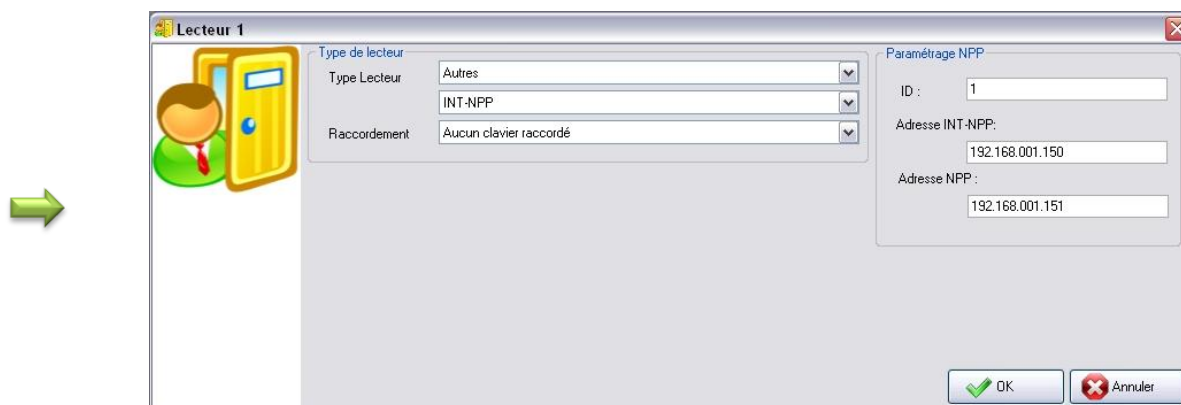 Lecteur 1
Type de lecteur
Type Lecteur
Autres
INT-NPP
Raccordement
Aucun clavier raccordé
Paramétrage NPP
ID :
1
Adresse INT-NPP:
192.168.001.150
Adresse NPP :
192.168.001.151
OK
Annuler